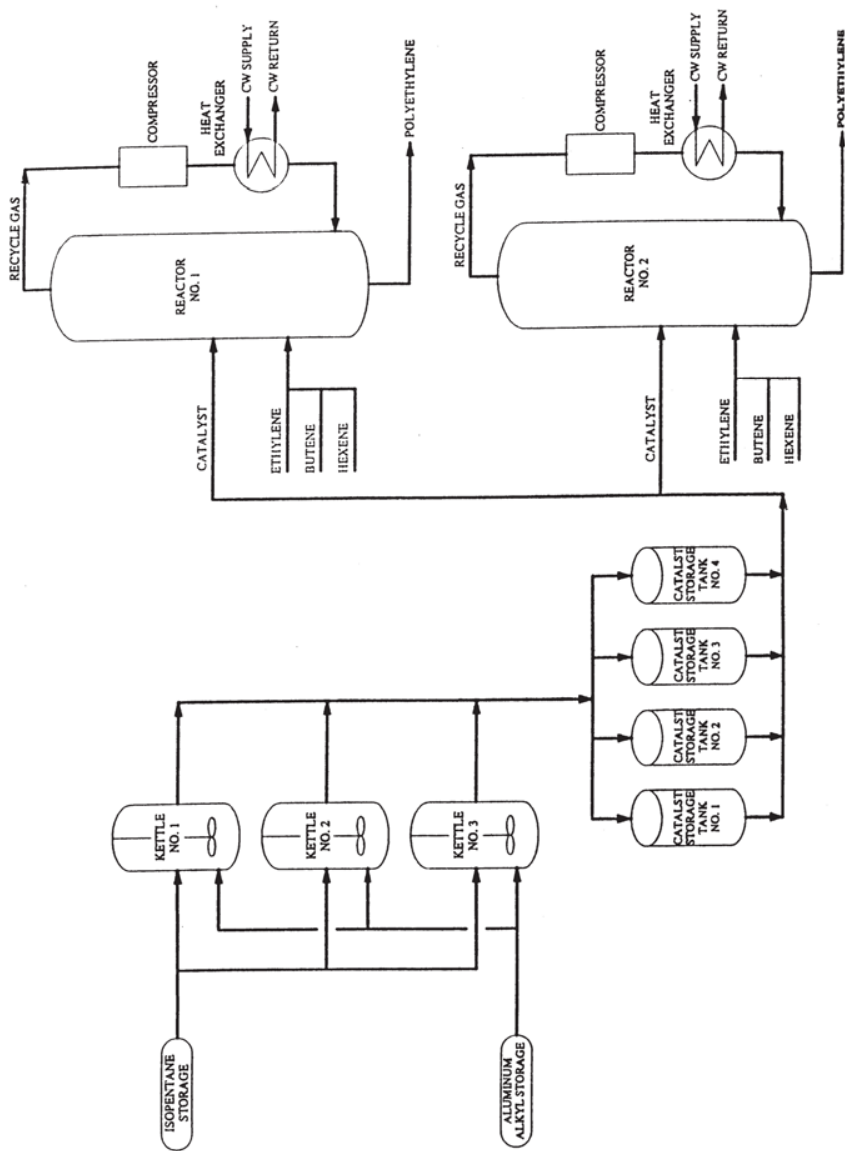 ISOPENTANE
STORAGE
ALUMINUM
ALKYL STORAGE
KETTLE
NO. 1
KETTLE
NO. 2
KETTLE
NO. 3
CATALST
STORAGE
TANK
NO. 1
CATALST
STORAGE
TANK
NO. 2
CATALST
STORAGE
TANK
NO. 3
CATALST
STORAGE
TANK
NO. 4
CATALYST
ETHYLENE
BUTENE
HEXENE
REACTOR
NO. 1
RECYCLE GAS
COMPRESSOR
HEAT
EXCHANGER
CW SUPPLY
CW RETURN
POLYETHYLENE
CATALYST
ETHYLENE
BUTENE
HEXENE
REACTOR
NO. 2
RECYCLE GAS
COMPRESSOR
HEAT
EXCHANGER
CW SUPPLY
CW RETURN
POLYETHYLENE